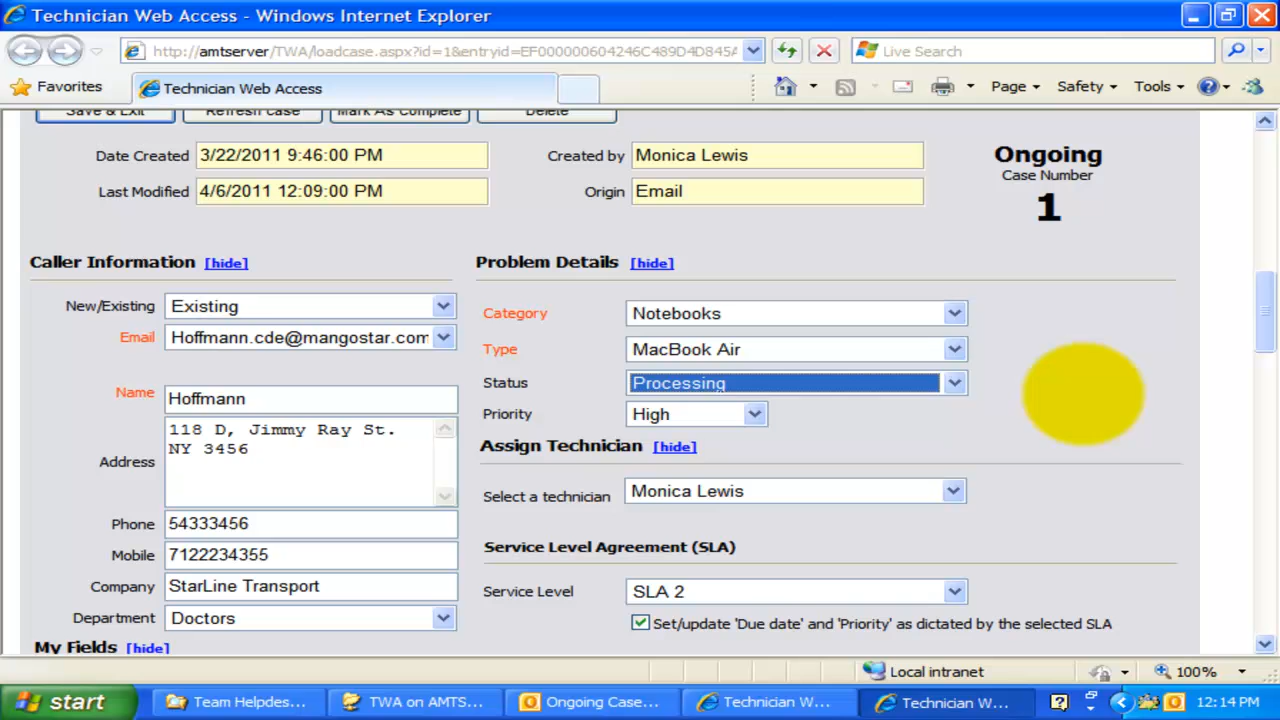 Technician Web Access - Windows Internet Explorer
http://amtserver/TWA/loadcase.aspx?id=1&entryid=EF000000604246C489D4D845A
Live Search
Favorites
Technician Web Access
Page
Safety
Tools
Save & Exit
Refresh Case
Mark As Complete
Delete
Date Created 3/22/2011 9:46:00 PM
Created by Monica Lewis
Last Modified 4/6/2011 12:09:00 PM
Origin Email
Ongoing
Case Number
1
Caller Information [hide]
New/Existing Existing
Email Hoffmann.cde@mangostar.com
Name Hoffmann
Address 118 D, Jimmy Ray St.
NY 3456
Phone 54333456
Mobile 7122234355
Company StarLine Transport
Department Doctors
My Fields [hide]
Problem Details [hide]
Category Notebooks
Type MacBook Air
Status Processing
Priority High
Assign Technician [hide]
Select a technician Monica Lewis
Service Level Agreement (SLA)
Service Level SLA 2
Set/update 'Due date' and 'Priority' as dictated by the selected SLA
Local intranet
100%
start
Team Helpdes...
TWA on AMTS...
Ongoing Case...
Technician W...
Technician W...
12:14 PM